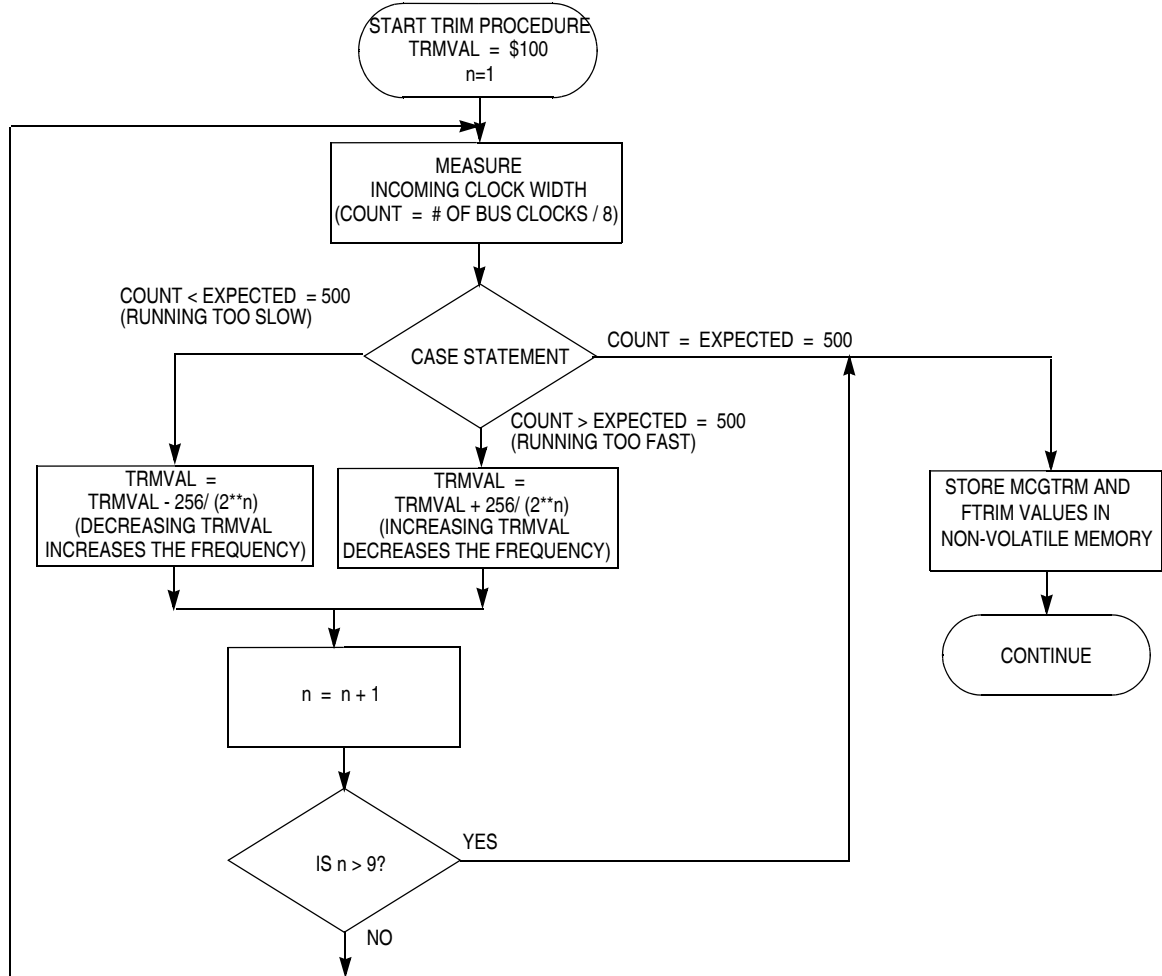 START TRIM PROCEDURE
TRMVAL = $100
n=1
MEASURE
INCOMING CLOCK WIDTH
(COUNT = # OF BUS CLOCKS / 8)
COUNT < EXPECTED = 500
(RUNNING TOO SLOW)
CASE STATEMENT
COUNT = EXPECTED = 500
COUNT > EXPECTED = 500
(RUNNING TOO FAST)
TRMVAL =
TRMVAL - 256/ (2**n)
(DECREASING TRMVAL
INCREASES THE FREQUENCY)
TRMVAL =
TRMVAL + 256/ (2**n)
(INCREASING TRMVAL
DECREASES THE FREQUENCY)
STORE MCGTRM AND
FTRIM VALUES IN
NON-VOLATILE MEMORY
CONTINUE
n = n + 1
IS n > 9?
YES
NO